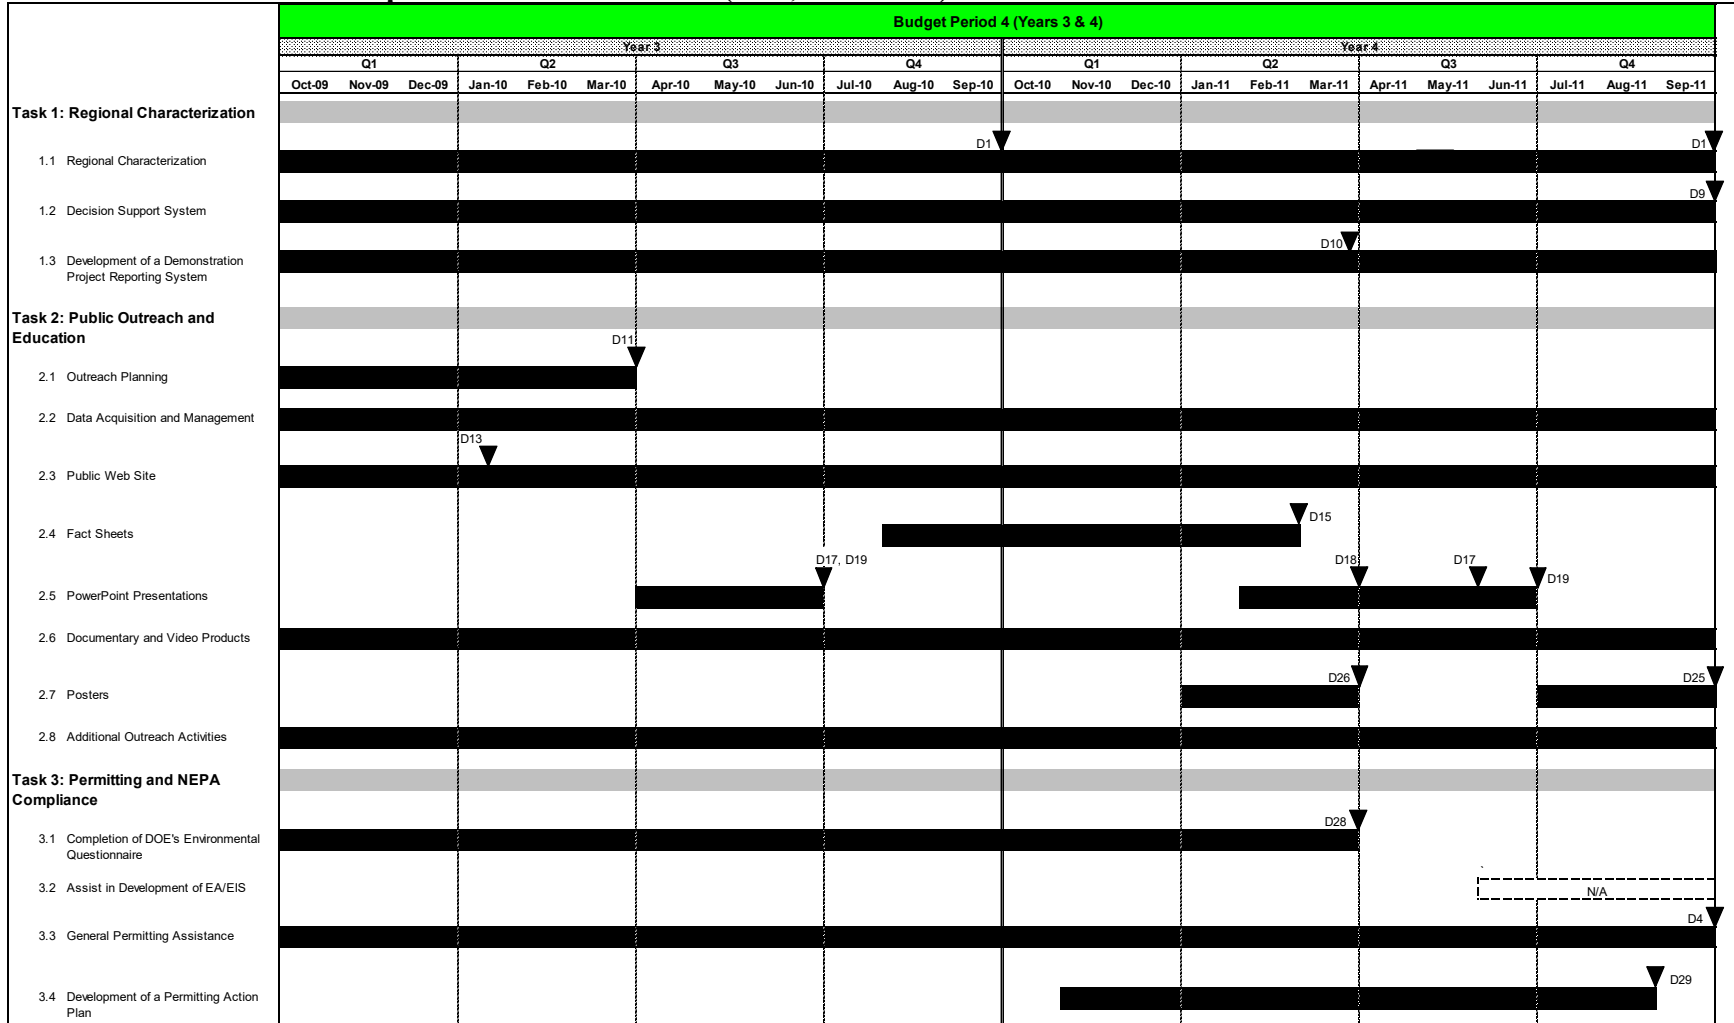 Budget Period 4 (Years 3 & 4)
Year 3 Year 4
Q1 Q2 Q3 Q4 Q1 Q2 Q3 Q4
Oct-09 Nov-09 Dec-09 Jan-10 Feb-10 Mar-10 Apr-10 May-10 Jun-10 Jul-10 Aug-10 Sep-10 Oct-10 Nov-10 Dec-10 Jan-11 Feb-11 Mar-11 Apr-11 May-11 Jun-11 Jul-11 Aug-11 Sep-11
Task 1: Regional Characterization
D1 D1
1.1 Regional Characterization
D9
1.2 Decision Support System
D10
1.3 Development of a Demonstration
Project Reporting System
Task 2: Public Outreach and
Education
D11
2.1 Outreach Planning
2.2 Data Acquisition and Management
D13
2.3 Public Web Site
D15
2.4 Fact Sheets
D17, D19 D18 D17
D19
2.5 PowerPoint Presentations
2.6 Documentary and Video Products
D26 D25
2.7 Posters
2.8 Additional Outreach Activities
Task 3: Permitting and NEPA
Compliance
D28
3.1 Completion of DOE's Environmental
Questionnaire
3.2 Assist in Development of EA/EIS
N/A
D4
3.3 General Permitting Assistance
D29
3.4 Development of a Permitting Action
Plan